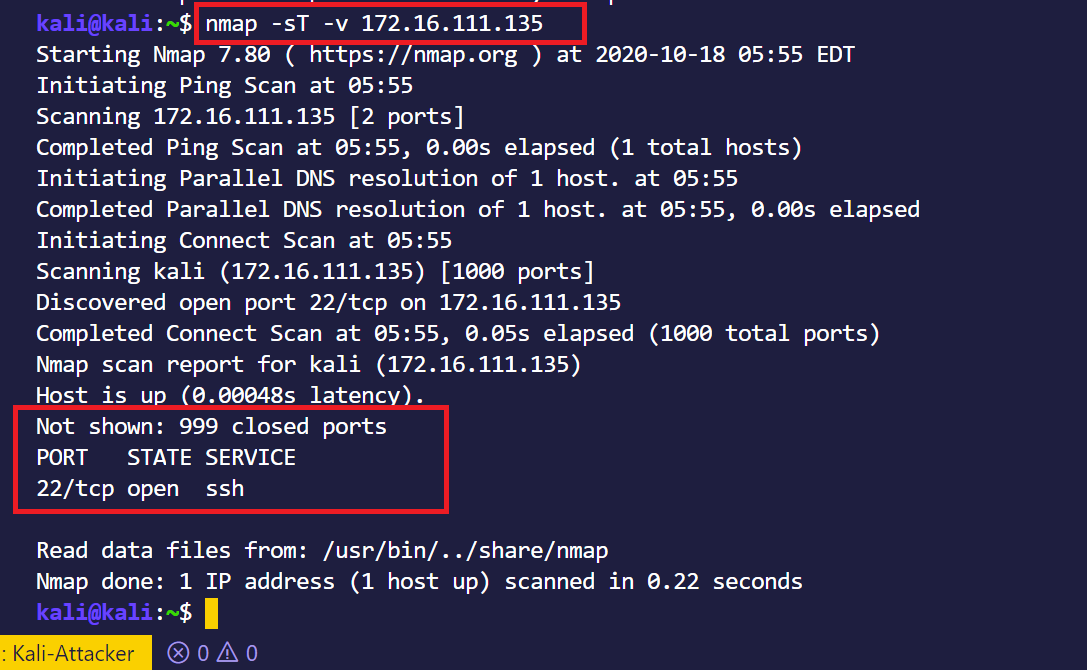 kali@kali:~$ nmap -sT -v 172.16.111.135
Starting Nmap 7.80 ( https://nmap.org ) at 2020-10-18 05:55 EDT
Initiating Ping Scan at 05:55
Scanning 172.16.111.135 [2 ports]
Completed Ping Scan at 05:55, 0.00s elapsed (1 total hosts)
Initiating Parallel DNS resolution of 1 host. at 05:55
Completed Parallel DNS resolution of 1 host. at 05:55, 0.00s elapsed
Initiating Connect Scan at 05:55
Scanning kali (172.16.111.135) [1000 ports]
Discovered open port 22/tcp on 172.16.111.135
Completed Connect Scan at 05:55, 0.05s elapsed (1000 total ports)
Nmap scan report for kali (172.16.111.135)
Host is up (0.00048s latency).
Not shown: 999 closed ports
PORT   STATE SERVICE
22/tcp open  ssh
Read data files from: /usr/bin/../share/nmap
Nmap done: 1 IP address (1 host up) scanned in 0.22 seconds
kali@kali:~$
: Kali-Attacker 0 0